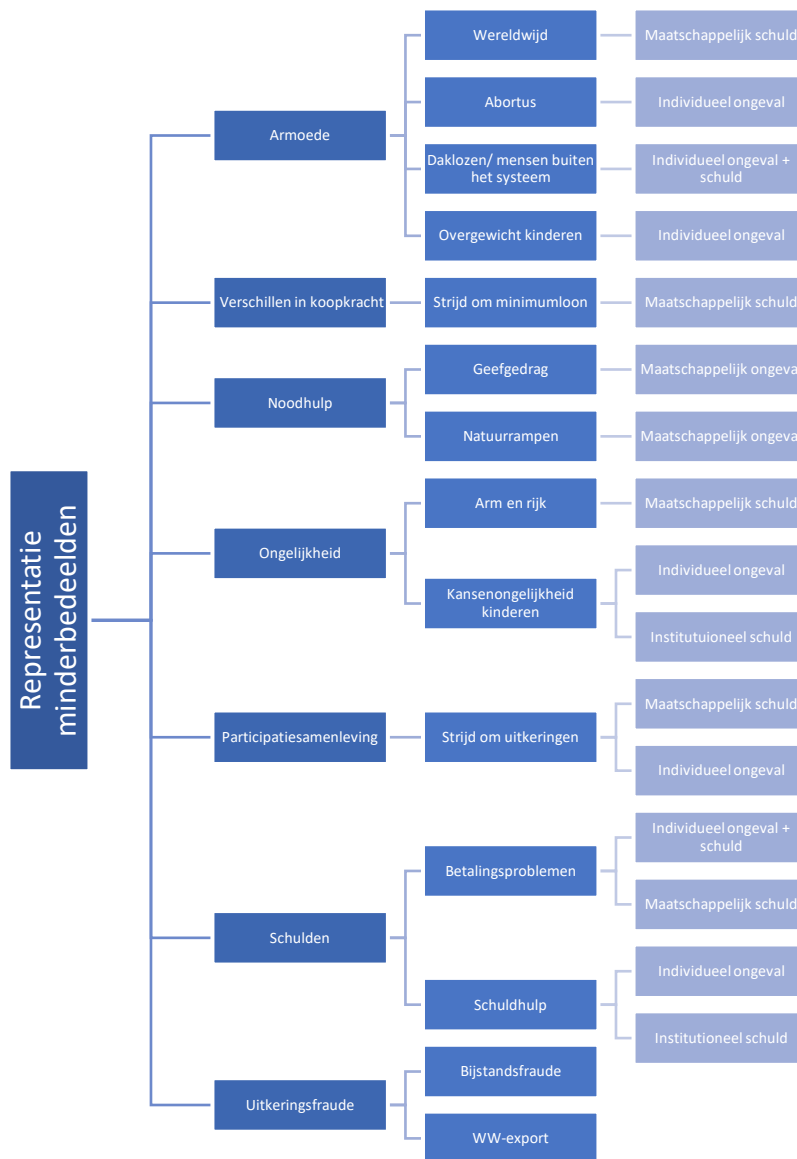 Representatie
minderbedeelden
Armoede
Wereldwijd
Maatschappelijk schuld
Abortus
Individueel ongeval
Daklozen/ mensen buiten
het systeem
Individueel ongeval +
schuld
Overgewicht kinderen
Individueel ongeval
Verschillen in koopkracht
Strijd om minimumloon
Maatschappelijk schuld
Noodhulp
Geefgedrag
Maatschappelijk ongeval
Natuurrampen
Maatschappelijk ongeval
Ongelijkheid
Arm en rijk
Maatschappelijk schuld
Kansenongelijkheid
kinderen
Individueel ongeval
Institutuioneel schuld
Participatiesamenleving
Strijd om uitkeringen
Maatschappelijk schuld
Individueel ongeval
Schulden
Betalingsproblemen
Individueel ongeval +
schuld
Maatschappelijk schuld
Schuldhulp
Individueel ongeval
Institutioneel schuld
Uitkeringsfraude
Bijstandsfraude
WW-export